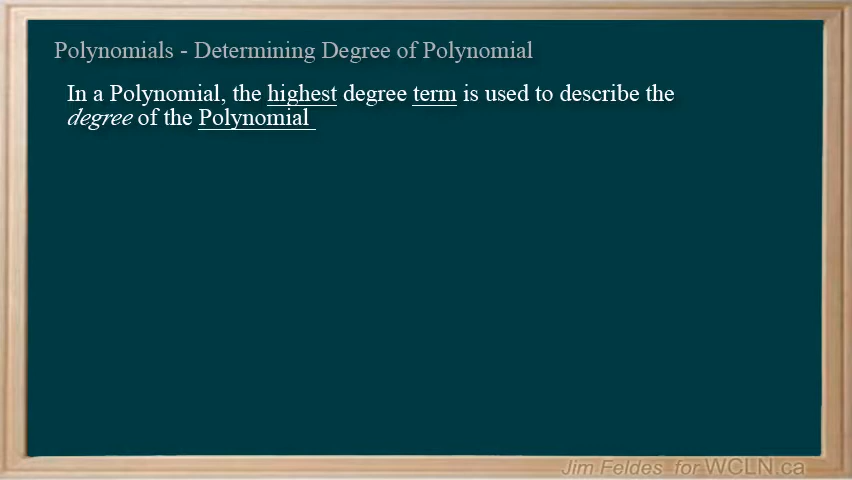 Polynomials - Determining Degree of Polynomial
In a Polynomial, the highest degree term is used to describe the
degree of the Polynomial
Jim Feldes for WCLN.ca